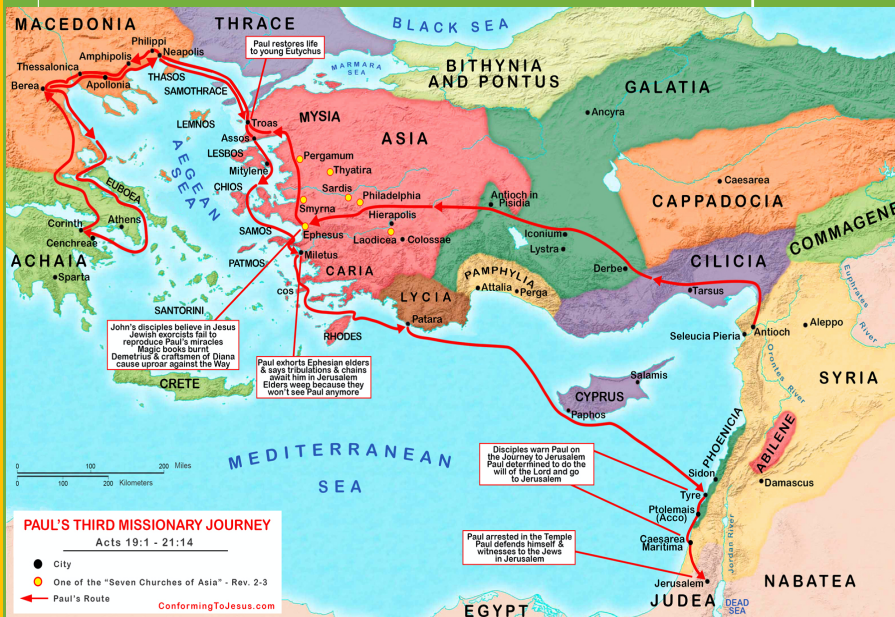 MACEDONIA
THRACE
BLACK SEA
Philippi
Neapolis
Amphipolis
Thessalonica
Berea
Apollonia
THASOS
SAMOTHRACE
Paul restores life
to young Eutychus
MARMARA
SEA
BITHYNIA
AND PONTUS
GALATIA
Ancyra
LEMNOS
Troas
MYSIA
ASIA
Assos
LESBOS
Mitylene
CHIOS
AEGEAN
SEA
Pergamum
Thyatira
Sardis
Philadelphia
Smyrna
Hierapolis
Antioch in
Pisidia
Caesarea
CAPPADOCIA
COMMAGENE
EUBOEA
Athens
Corinth
Cenchreae
ACHAIA
Sparta
SAMOS
Ephesus
Laodicea
Colossae
Miletus
PATMOS
CARIA
Iconium
Lystra
Derbe
CILICIA
Tarsus
PAMPHYLIA
Attalia
Perga
LYCIA
Patara
COS
SANTORINI
RHODES
Euphrates
River
Seleucia Pieria
Antioch
Aleppo
Orontes River
SYRIA
John's disciples believe in Jesus
Jewish exorcists fail to
reproduce Paul's miracles
Magic books burnt
Demetrius & craftsmen of Diana
cause uproar against the Way
Paul exhorts Ephesian elders
& says tribulations & chains
await him in Jerusalem
Elders weep because they
won't see Paul anymore
CRETE
Salamis
CYPRUS
Paphos
PHOENICIA
ABILENE
MEDITERRANEAN
SEA
Disciples warn Paul on
the Journey to Jerusalem
Paul determined to do the
will of the Lord and go
to Jerusalem
Sidon
Tyre
Damascus
Ptolemais
(Acco)
Caesarea
Maritima
Jordan River
Paul arrested in the Temple
Paul defends himself &
witnesses to the Jews
in Jerusalem
Jerusalem
JUDEA
DEAD
SEA
NABATEA
EGYPT
0 100 200 Miles
0 100 200 Kilometers
PAUL'S THIRD MISSIONARY JOURNEY
Acts 19:1 - 21:14
City
One of the "Seven Churches of Asia" - Rev. 2-3
Paul's Route
ConformingToJesus.com